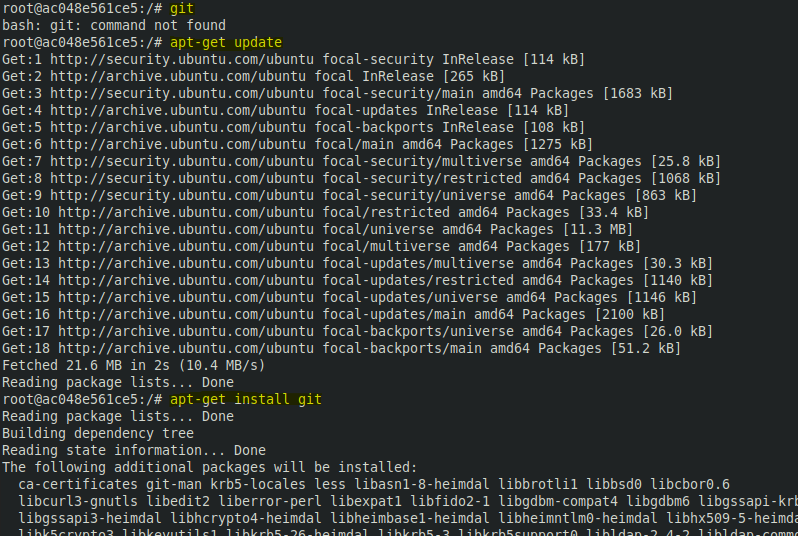 root@ac048e561ce5:/# git
bash: git: command not found
root@ac048e561ce5:/# apt-get update
Get:1 http://security.ubuntu.com/ubuntu focal-security InRelease [114 kB]
Get:2 http://archive.ubuntu.com/ubuntu focal InRelease [265 kB]
Get:3 http://security.ubuntu.com/ubuntu focal-security/main amd64 Packages [1683 kB]
Get:4 http://archive.ubuntu.com/ubuntu focal-updates InRelease [114 kB]
Get:5 http://archive.ubuntu.com/ubuntu focal-backports InRelease [108 kB]
Get:6 http://archive.ubuntu.com/ubuntu focal/main amd64 Packages [1275 kB]
Get:7 http://security.ubuntu.com/ubuntu focal-security/multiverse amd64 Packages [25.8 kB]
Get:8 http://security.ubuntu.com/ubuntu focal-security/restricted amd64 Packages [1068 kB]
Get:9 http://security.ubuntu.com/ubuntu focal-security/universe amd64 Packages [863 kB]
Get:10 http://archive.ubuntu.com/ubuntu focal/restricted amd64 Packages [33.4 kB]
Get:11 http://archive.ubuntu.com/ubuntu focal/universe amd64 Packages [11.3 MB]
Get:12 http://archive.ubuntu.com/ubuntu focal/multiverse amd64 Packages [177 kB]
Get:13 http://archive.ubuntu.com/ubuntu focal-updates/multiverse amd64 Packages [30.3 kB]
Get:14 http://archive.ubuntu.com/ubuntu focal-updates/restricted amd64 Packages [1140 kB]
Get:15 http://archive.ubuntu.com/ubuntu focal-updates/universe amd64 Packages [1146 kB]
Get:16 http://archive.ubuntu.com/ubuntu focal-updates/main amd64 Packages [2100 kB]
Get:17 http://archive.ubuntu.com/ubuntu focal-backports/universe amd64 Packages [26.0 kB]
Get:18 http://archive.ubuntu.com/ubuntu focal-backports/main amd64 Packages [51.2 kB]
Fetched 21.6 MB in 2s (10.4 MB/s)
Reading package lists... Done
root@ac048e561ce5:/# apt-get install git
Reading package lists... Done
Building dependency tree
Reading state information... Done
The following additional packages will be installed:
ca-certificates git-man krb5-locales less libasn1-8-heimdal libbrotli1 libbsd0 libcbor0.6
libcurl3-gnutls libedit2 liberror-perl libexpat1 libfido2-1 libgdbm-compat4 libgdbm6 libgssapi-krb
libgssapi3-heimdal libhcrypto4-heimdal libheimbase1-heimdal libheimntlm0-heimdal libhx509-5-heimda
libk5crypto3 libkeyutils1 libkrb5-26-heimdal libkrb5-3 libkrb5support0 libldap-2.4-2 libldap-commo